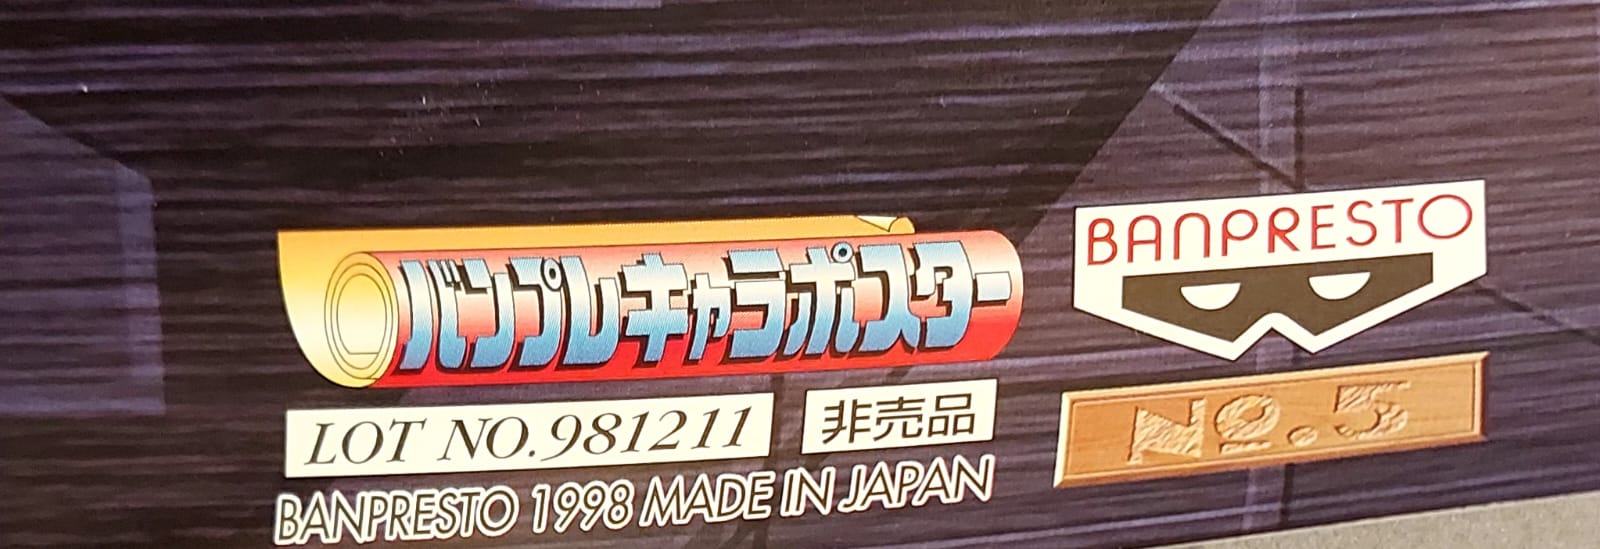 バンプレキャラポスター
BANPRESTO
LOT NO.981211
非売品
No.5
BANPRESTO 1998 MADE IN JAPAN